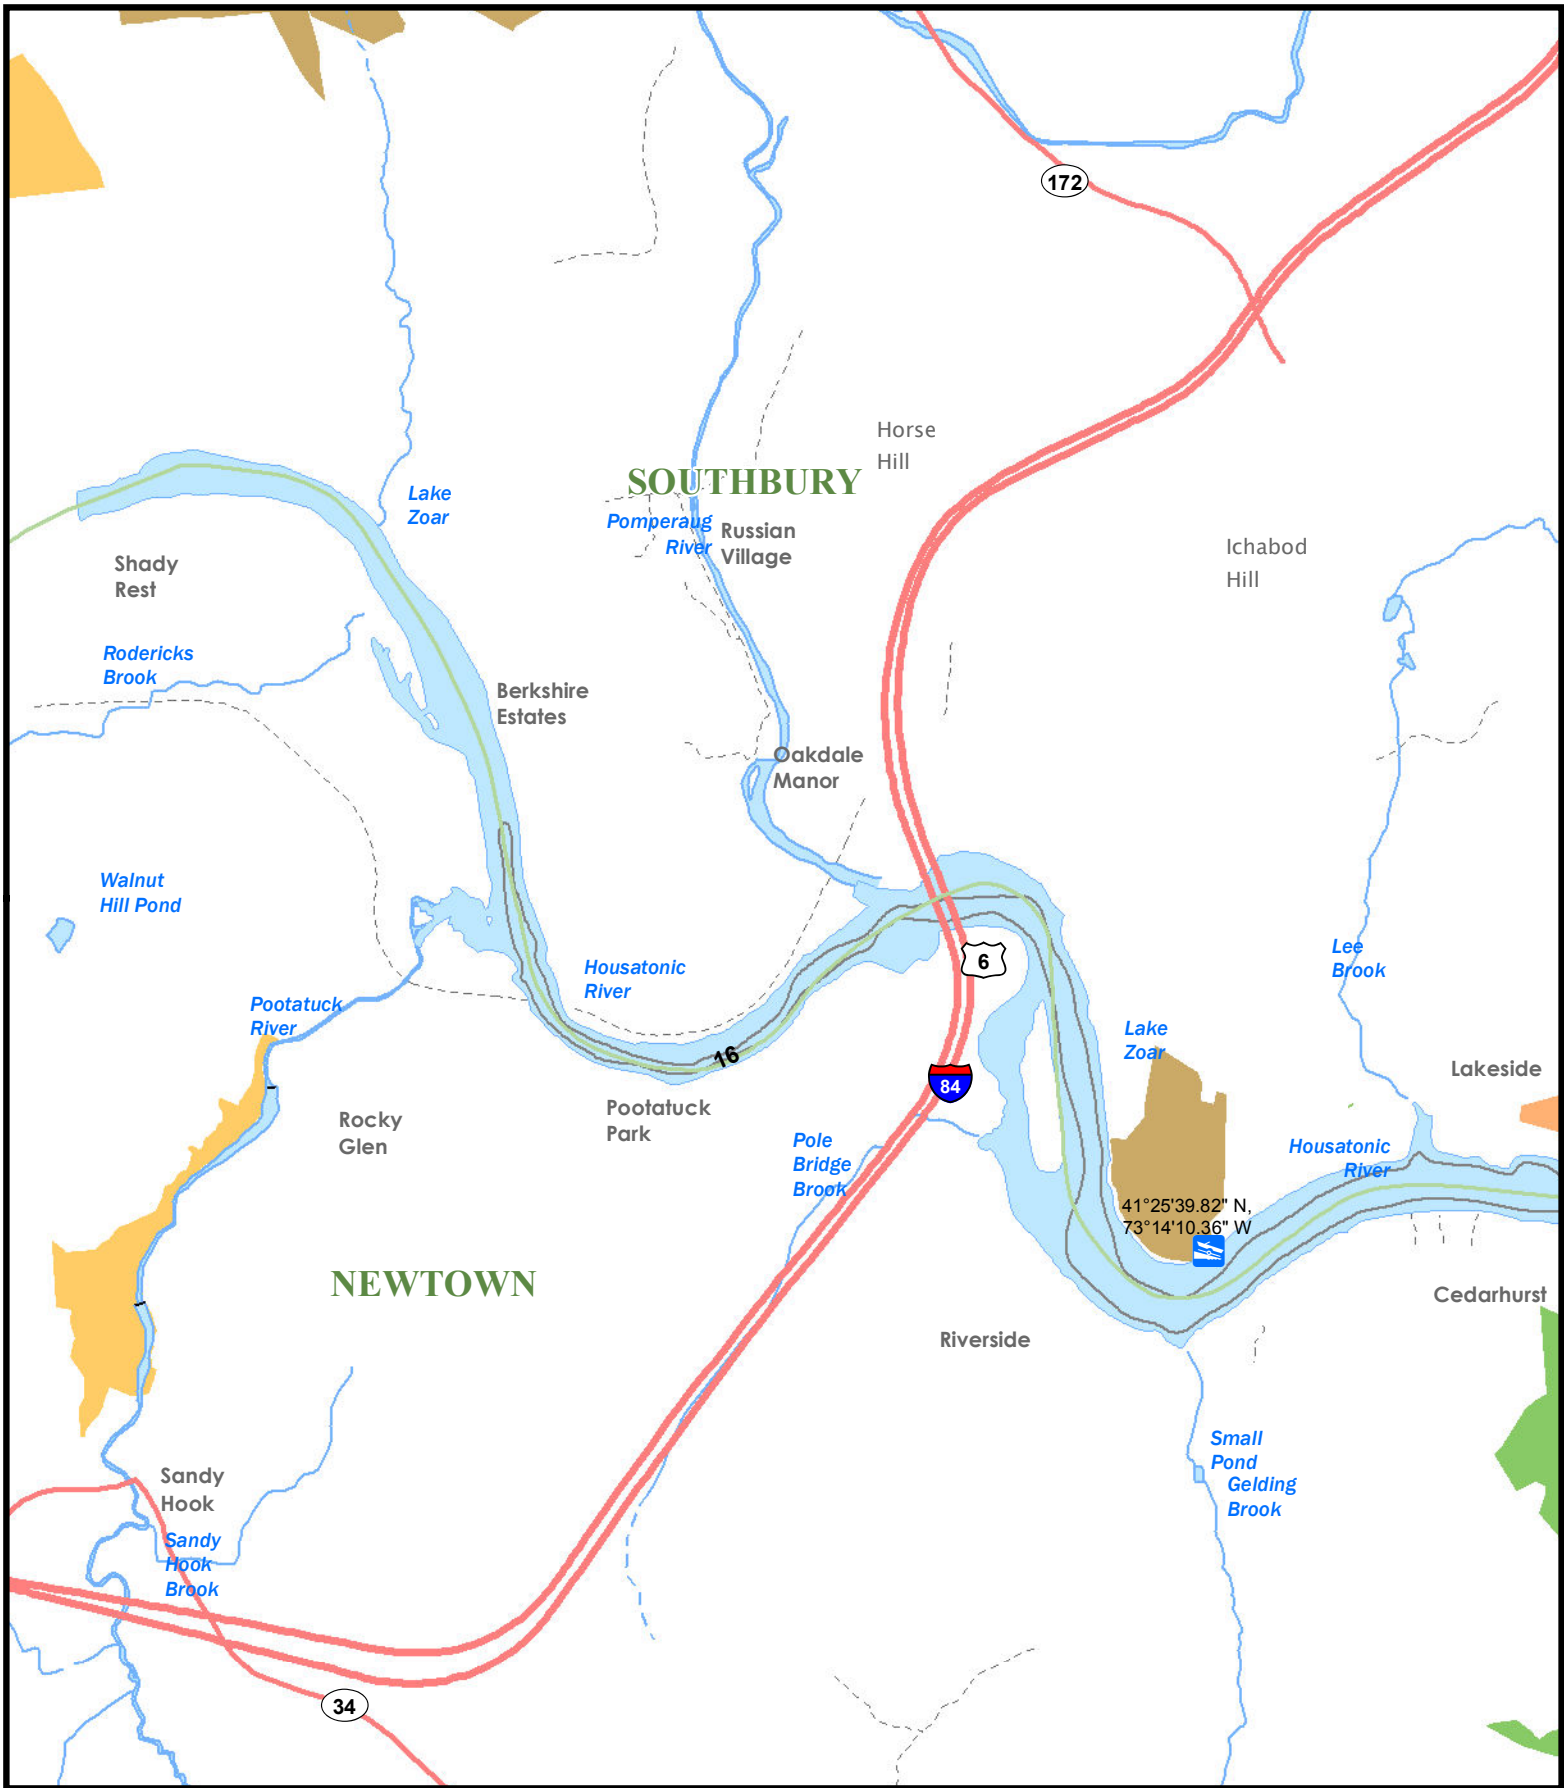 172
Horse
Hill
SOUTHBURY
Lake
Zoar
Pomperaug
River
Russian
Village
Ichabod
Hill
Shady
Rest
Rodericks
Brook
Berkshire
Estates
Oakdale
Manor
Walnut
Hill Pond
Housatonic
River
6
Lee
Brook
Pootatuck
River
Lake
Zoar
16
84
Lakeside
Rocky
Glen
Pootatuck
Park
Pole
Bridge
Brook
Housatonic
River
41°25'39.82" N,
73°14'10.36" W
NEWTOWN
Cedarhurst
Riverside
Small
Pond
Gelding
Brook
Sandy
Hook
Sandy
Hook
Brook
34